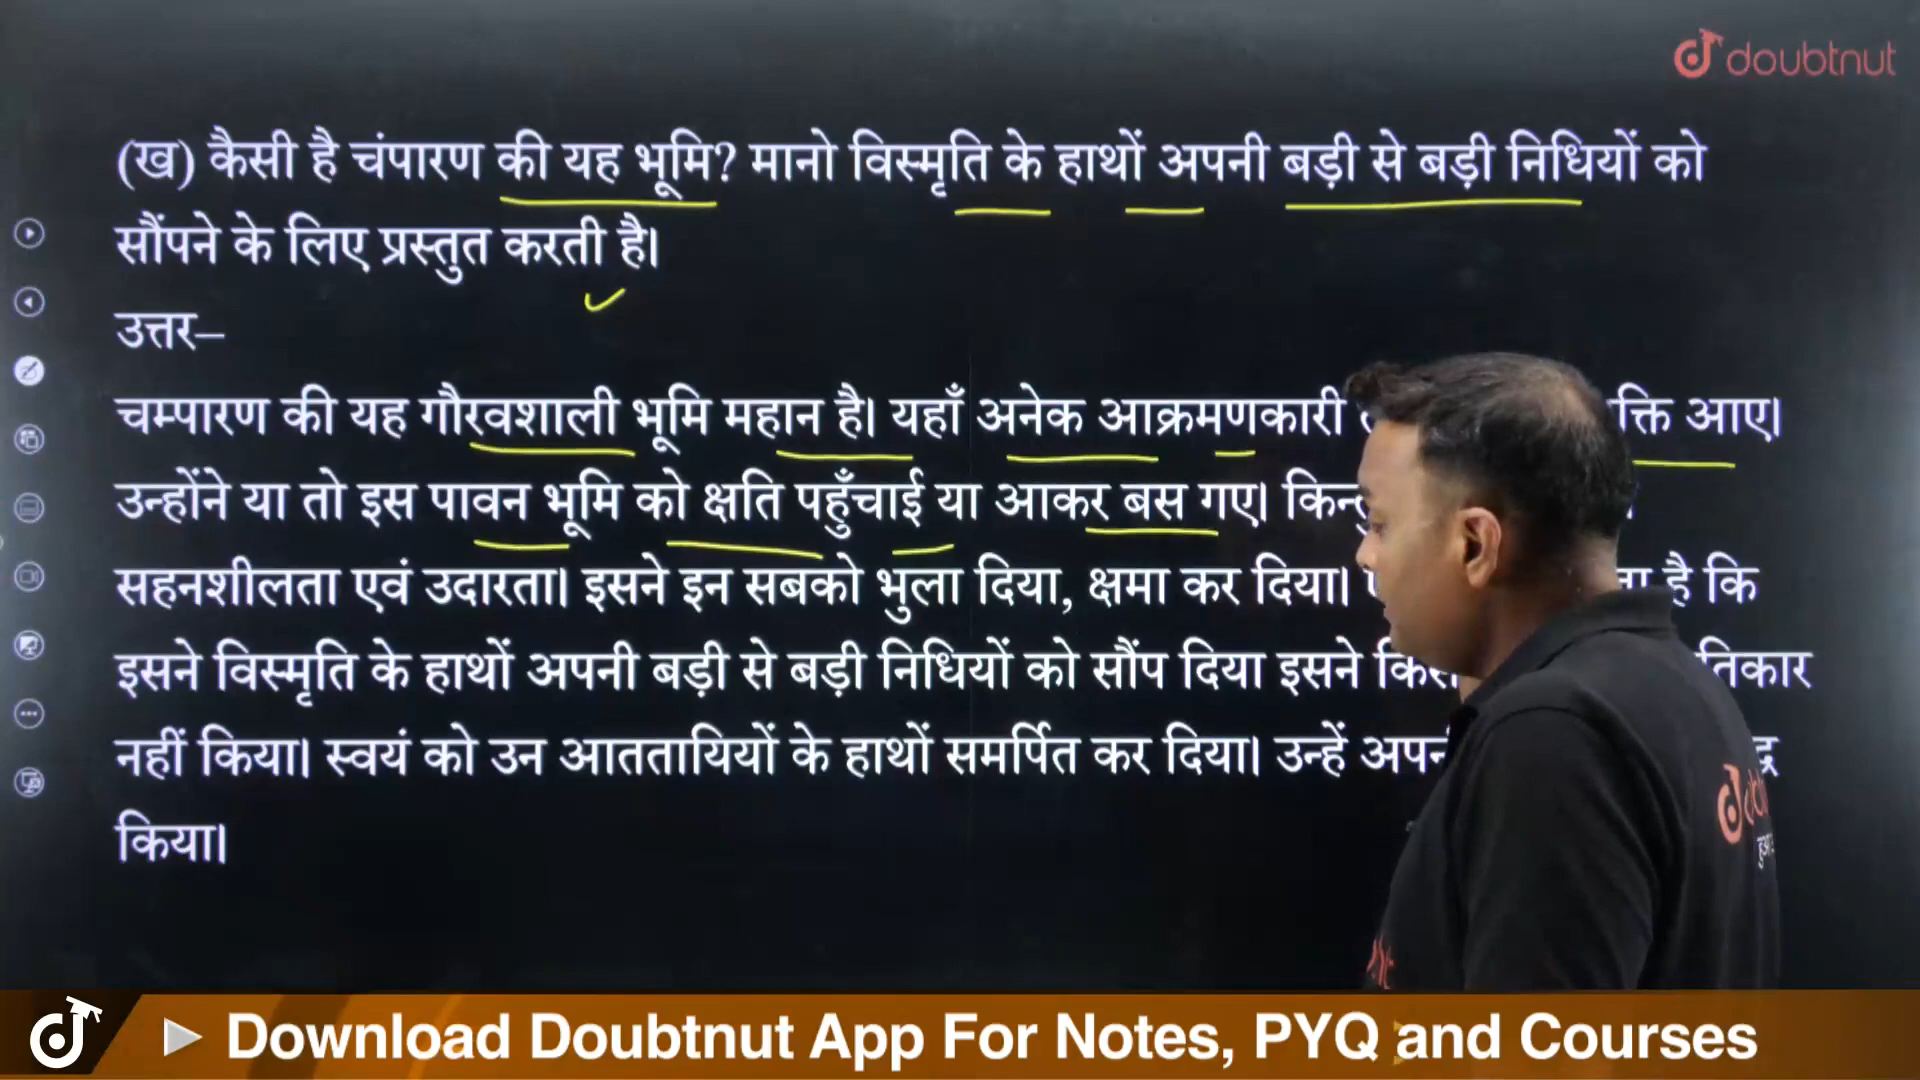 doubtnut
(ख) कैसी है चंपारण की यह भूमि? मानो विस्मृति के हाथों अपनी बड़ी से बड़ी निधियों को
सौंपने के लिए प्रस्तुत करती है।
उत्तर–
चम्पारण की यह गौरवशाली भूमि महान है। यहाँ अनेक आक्रमणकारी आए।
उन्होंने या तो इस पावन भूमि को क्षति पहुँचाई या आकर बस गए।
सहनशीलता एवं उदारता। इसने इन सबको भुला दिया, क्षमा कर दिया। है कि
इसने विस्मृति के हाथों अपनी बड़ी से बड़ी निधियों को सौंप दिया इसने
नहीं किया। स्वयं को उन आततायियों के हाथों समर्पित कर दिया। उन्हें
किया।
Download Doubtnut App For Notes, PYQ and Courses